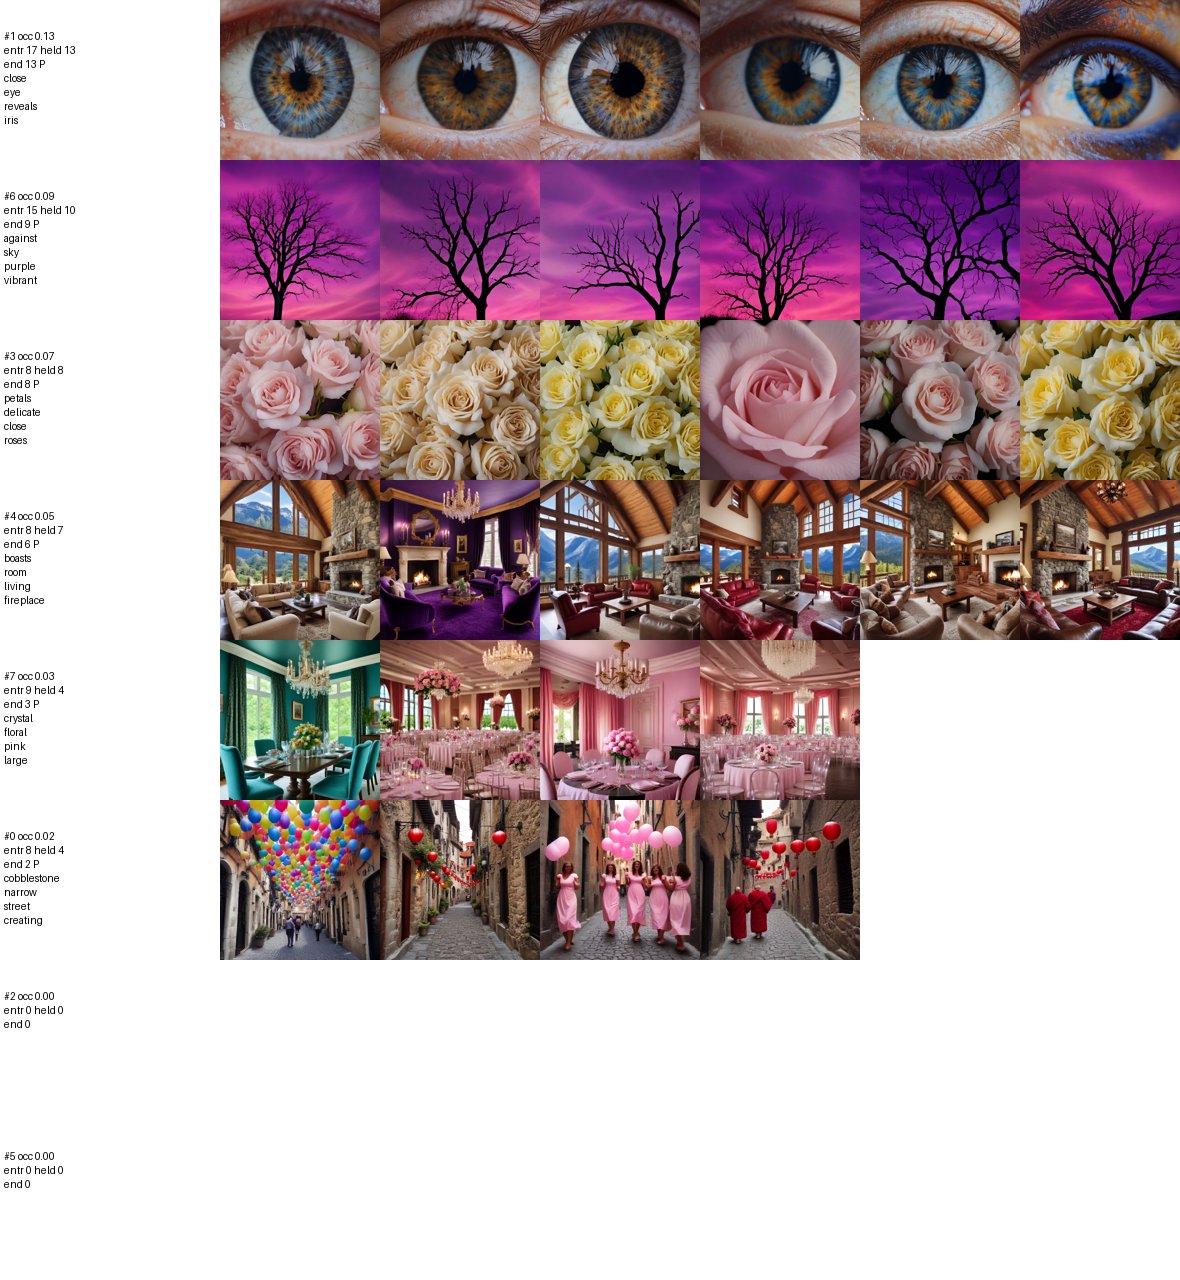 #1 occ 0.13
entr 17 held 13
end 13 P
close
eye
reveals
iris
#6 occ 0.09
entr 15 held 10
end 9 P
against
sky
purple
vibrant
#3 occ 0.07
entr 8 held 8
end 8 P
petals
delicate
close
roses
#4 occ 0.05
entr 8 held 7
end 6 P
boasts
room
living
fireplace
#7 occ 0.03
entr 9 held 4
end 3 P
crystal
floral
pink
large
#0 occ 0.02
entr 8 held 4
end 2 P
cobblestone
narrow
street
creating
#2 occ 0.00
entr 0 held 0
end 0
#5 occ 0.00
entr 0 held 0
end 0